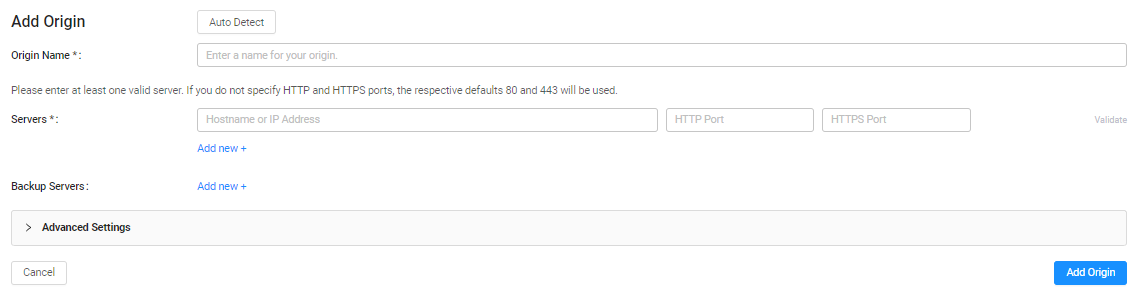 Add Origin Auto Detect
Origin Name * : Enter a name for your origin.
Please enter at least one valid server. If you do not specify HTTP and HTTPS ports, the respective defaults 80 and 443 will be used.
Servers * : Hostname or IP Address HTTP Port HTTPS Port Validate
Add new +
Backup Servers : Add new +
Advanced Settings
Cancel Add Origin